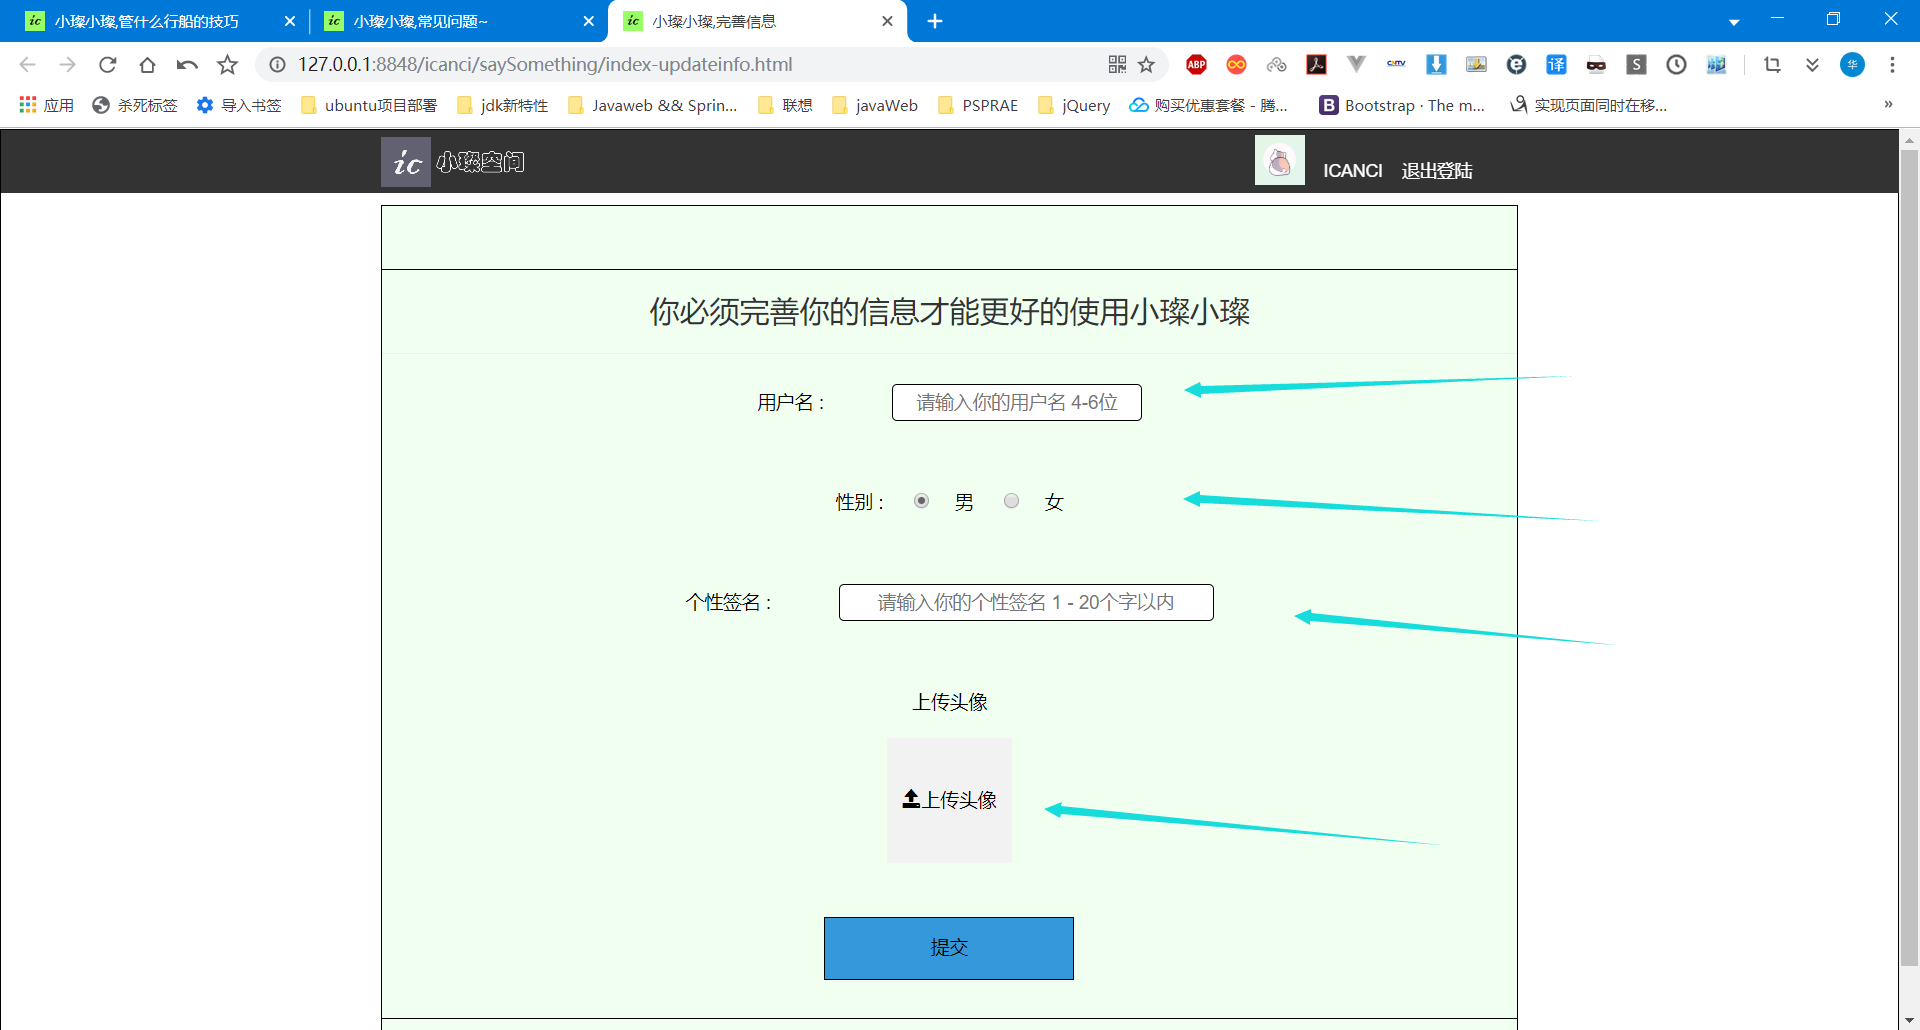 ic 小璨小璨,管什么行船的技巧
ic 小璨小璨,常见问题~
ic 小璨小璨,完善信息
127.0.0.1:8848/icanci/saySomething/index-updateinfo.html
ABP
译
S
华
应用
杀死标签
导入书签
ubuntu项目部署
jdk新特性
Javaweb && Sprin...
联想
javaWeb
PSPRAE
jQuery
购买优惠套餐 - 腾...
B Bootstrap · The m...
实现页面同时在移...
»
ic 小璨空间
ICANCI 退出登陆
你必须完善你的信息才能更好的使用小璨小璨
用户名 : 请输入你的用户名 4-6位
性别 : 男 女
个性签名 : 请输入你的个性签名 1 - 20个字以内
上传头像
上传头像
提交